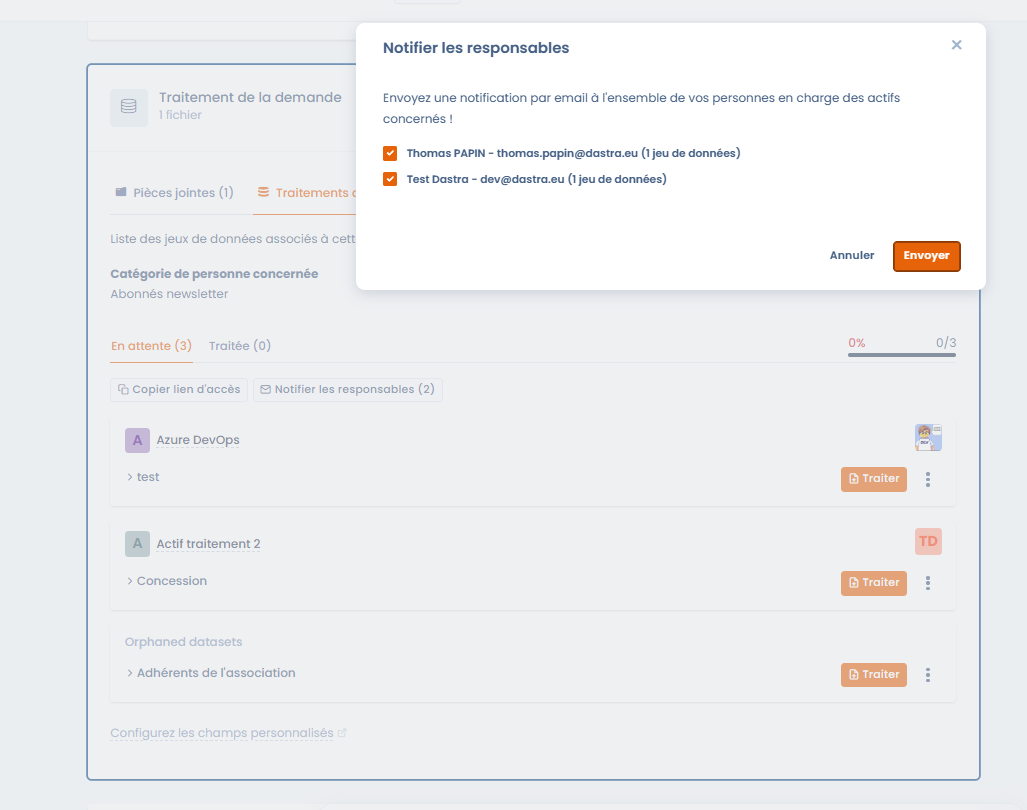 Notifier les responsables
Envoyez une notification par email à l'ensemble de vos personnes en charge des actifs
concernés !
Thomas PAPIN - thomas.papin@dastra.eu (1 jeu de données)
Test Dastra - dev@dastra.eu (1 jeu de données)
Annuler
Envoyer
Traitement de la demande
1 fichier
Pièces jointes (1)
Traitements
Liste des jeux de données associés à cett
Catégorie de personne concernée
Abonnés newsletter
En attente (3)
Traitée (0)
0%
0/3
Copier lien d'accès
Notifier les responsables (2)
A
Azure DevOps
test
Traiter
A
Actif traitement 2
TD
Concession
Traiter
Orphaned datasets
Adhérents de l'association
Traiter
Configurez les champs personnalisés